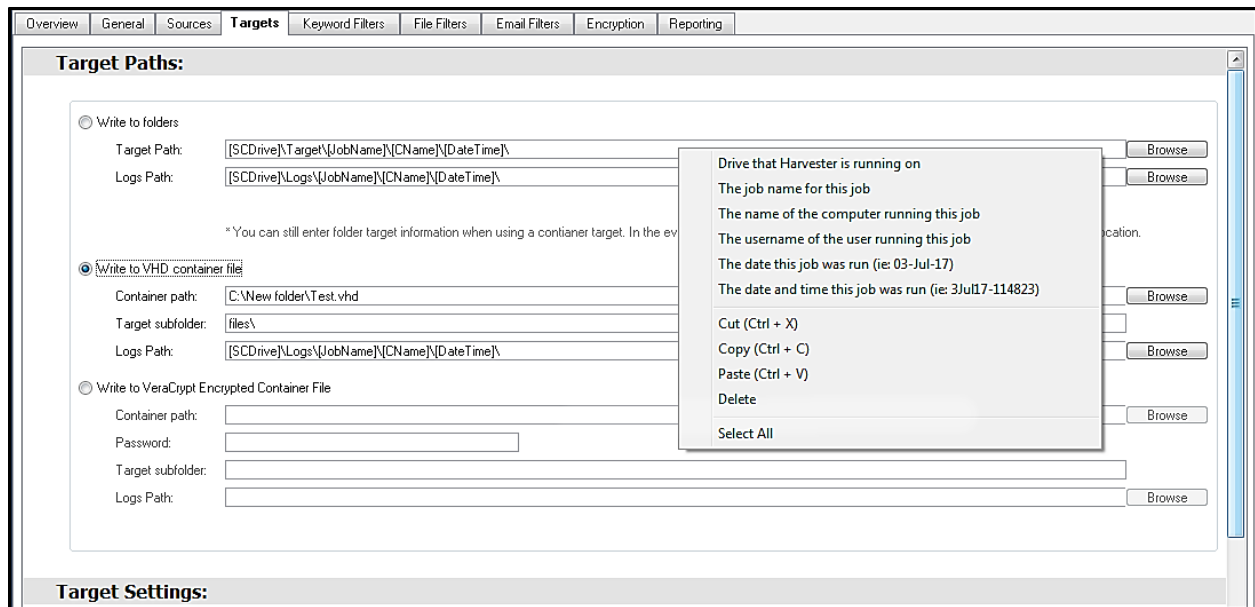 Overview General Sources Targets Keyword Filters File Filters Email Filters Encryption Reporting
Target Paths:
Write to folders
Target Path: [SCDrive]\Target\[JobName]\[CName]\[DateTime]\ Browse
Logs Path: [SCDrive]\Logs\[JobName]\[CName]\[DateTime]\ Browse
* You can still enter folder target information when using a contianer target. In the ev
Write to VHD container file
Container path: C:\New folder\Test.vhd Browse
Target subfolder: files\
Logs Path: [SCDrive]\Logs\[JobName]\[CName]\[DateTime]\ Browse
Write to VeraCrypt Encrypted Container File
Container path: Browse
Password:
Target subfolder:
Logs Path: Browse
Drive that Harvester is running on
The job name for this job
The name of the computer running this job
The username of the user running this job
The date this job was run (ie: 03-Jul-17)
The date and time this job was run (ie: 3Jul17-114823)
Cut (Ctrl + X)
Copy (Ctrl + C)
Paste (Ctrl + V)
Delete
Select All
Target Settings: